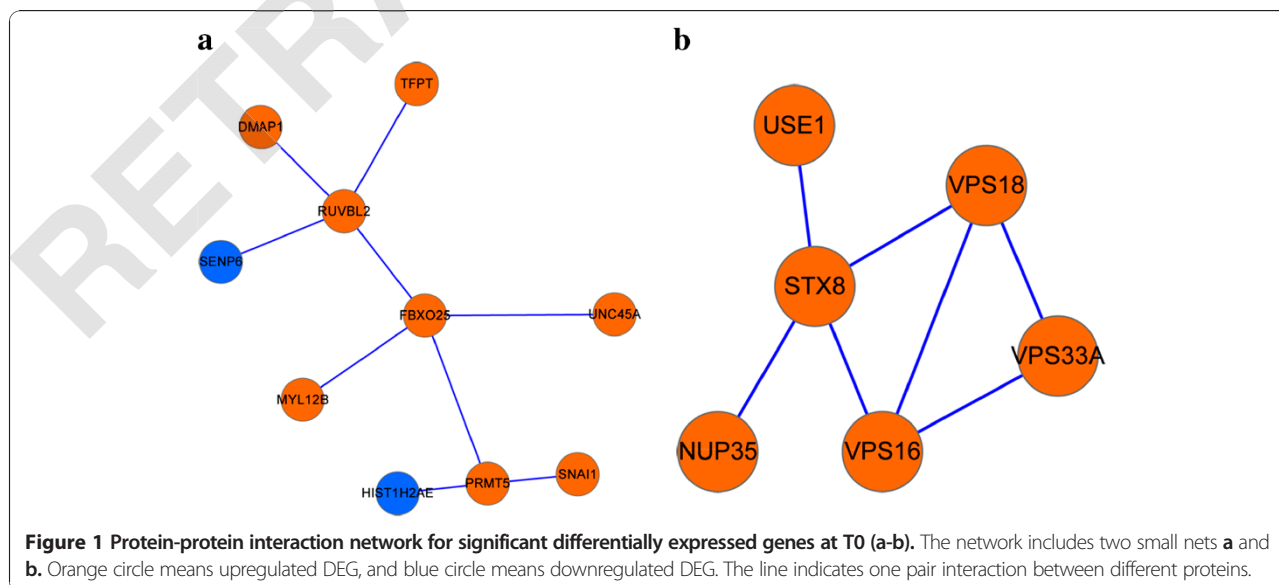 RETRA
a
b
TFPT
DMAP1
RUVBL2
SENP6
FBXO25
UNC45A
MYL12B
HIST1H2AE
PRMT5
SNAI1
USE1
VPS18
STX8
VPS33A
NUP35
VPS16
Figure 1 Protein-protein interaction network for significant differentially expressed genes at T0 (a-b). The network includes two small nets a and
b. Orange circle means upregulated DEG, and blue circle means downregulated DEG. The line indicates one pair interaction between different proteins.